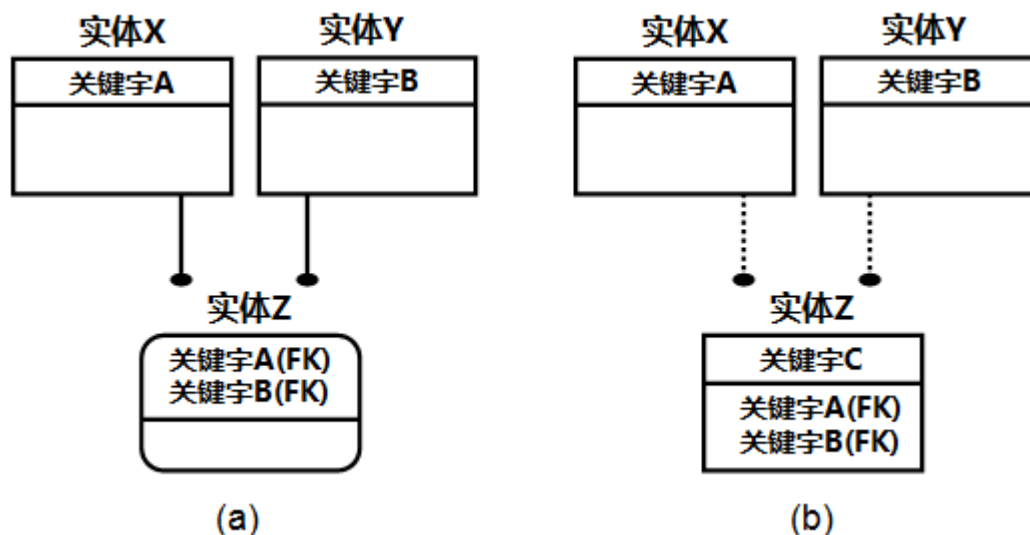 实体X
实体Y
关键字A
关键字B
实体Z
关键字A(FK)
关键字B(FK)
(a)
实体X
实体Y
关键字A
关键字B
实体Z
关键字C
关键字A(FK)
关键字B(FK)
(b)